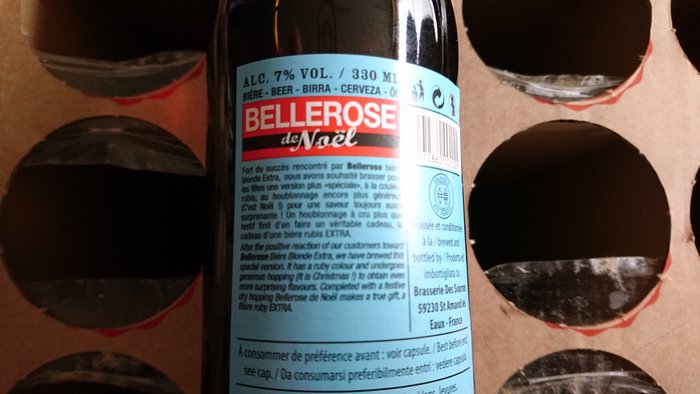 ALC. 7% VOL. / 330 ML
BIÈRE - BEER - BIRRA - CERVEZA - ÖL
BELLEROSE
de Noël
Fort du succès rencontré par Bellerose bière
blonde Extra, nous avons souhaité brasser pour
les fêtes une version plus «spéciale», à la couleur
rubis, au houblonnage encore plus généreux
(C'est Noël !) pour une saveur toujours aussi
surprenante ! Un houblonnage à cru plus que
festif finit d'en faire un véritable cadeau, le
cadeau d'une bière rubis EXTRA.
After the positive reaction of our customers toward
Bellerose Bière Blonde Extra, we have brewed this
special version. It has a ruby colour and undergoes
generous hopping (It is Christmas !) to obtain even
more surprising flavours. Completed with a festive
dry hopping Bellerose de Noël makes a true gift, a
Bière ruby EXTRA.
Brassée et conditionnée
à la / brewed and
bottled by / Prodotto e
imbottigliata da :
Brasserie Des Sources
59230 St Amand les
Eaux - France
À consommer de préférence avant : voir capsule. / Best before end :
see cap. / Da consumarsi preferibilmente entri : vedere capsula.
levures.